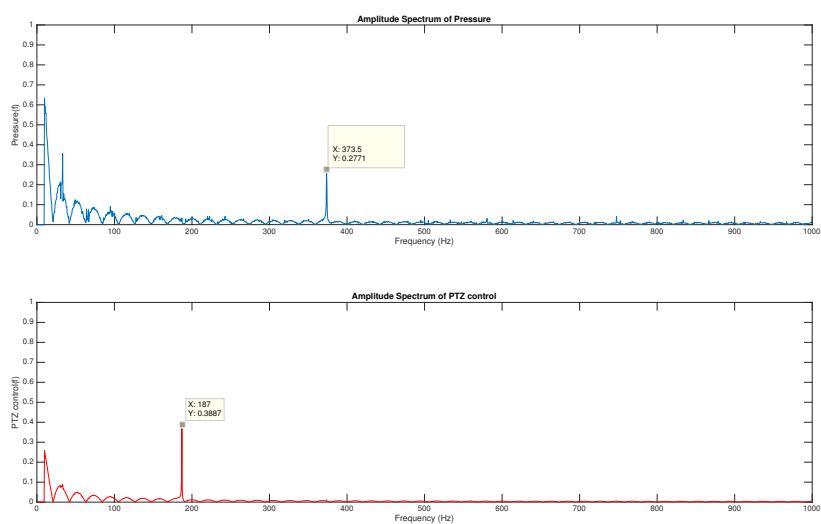 Amplitude Spectrum of Pressure
1
0.9
0.8
0.7
0.6
0.5
0.4
0.3
0.2
0.1
0
Pressure(f)
X: 373.5
Y: 0.2771
0 100 200 300 400 500 600 700 800 900 1000
Frequency (Hz)
Amplitude Spectrum of PTZ control
1
0.9
0.8
0.7
0.6
0.5
0.4
0.3
0.2
0.1
0
PTZ control(f)
X: 187
Y: 0.3887
0 100 200 300 400 500 600 700 800 900 1000
Frequency (Hz)